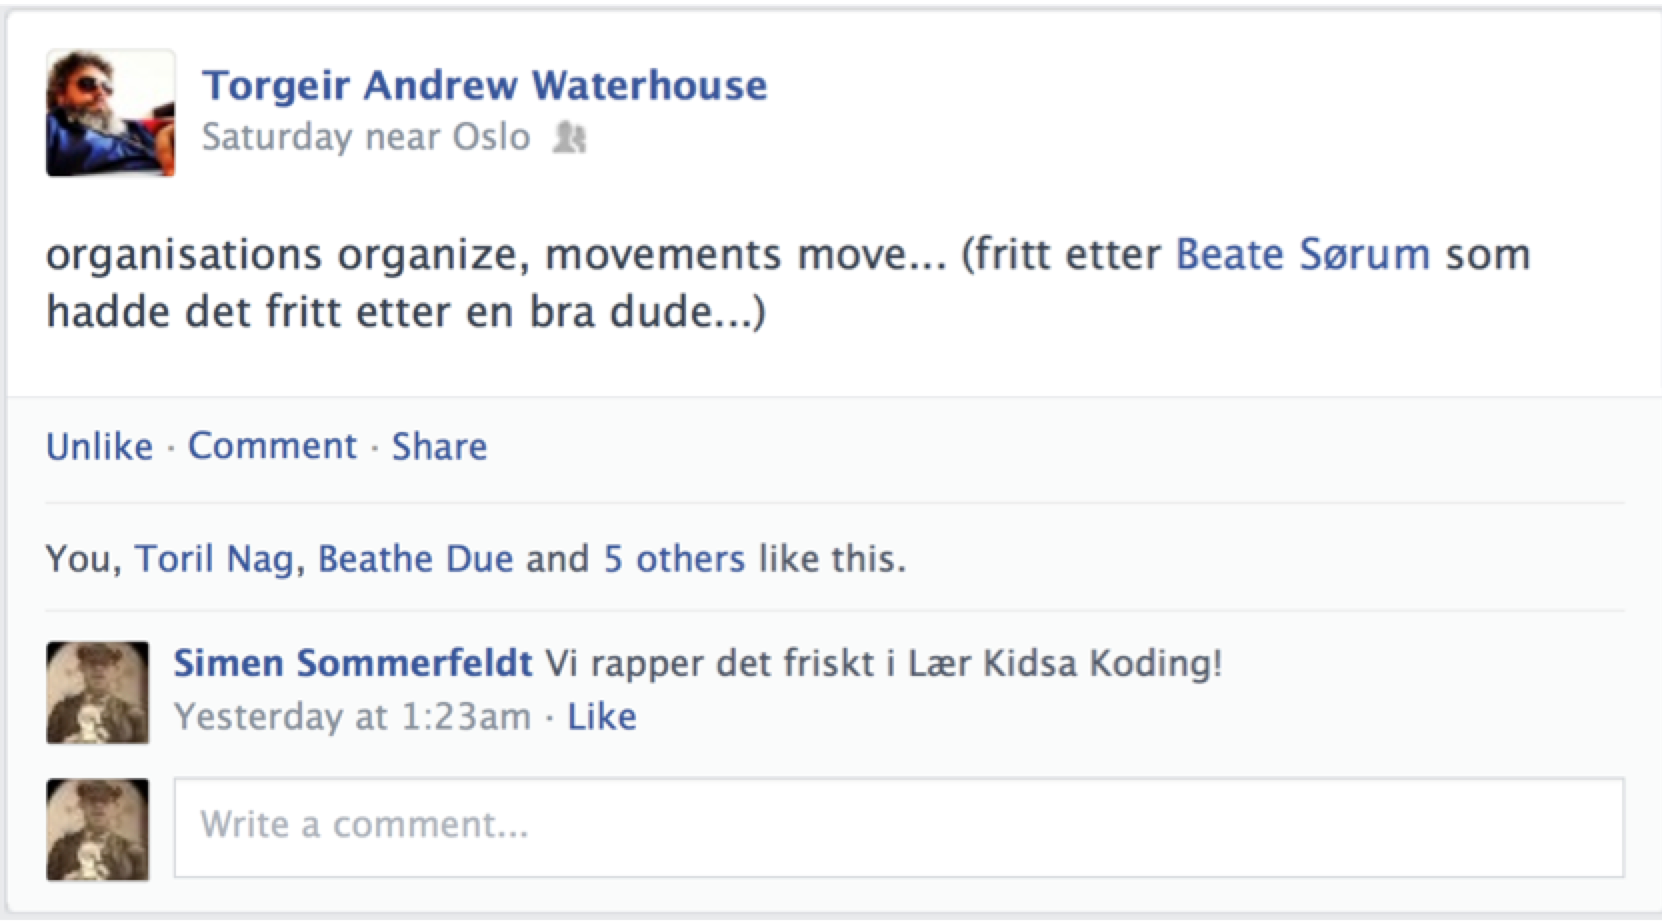 Torgeir Andrew Waterhouse
Saturday near Oslo
organisations organize, movements move... (fritt etter Beate Sørum som
hadde det fritt etter en bra dude...)
Unlike · Comment · Share
You, Toril Nag, Beathe Due and 5 others like this.
Simen Sommerfeldt Vi rapper det friskt i Lær Kidsa Koding!
Yesterday at 1:23am · Like
Write a comment...